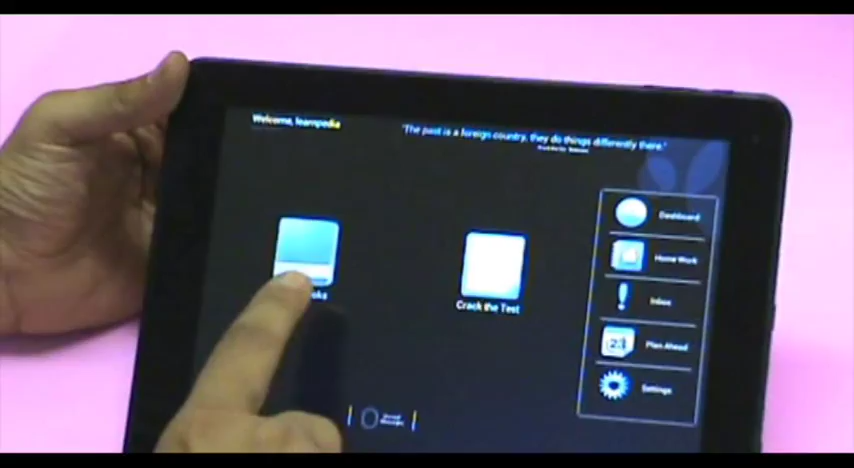 Welcome, learnpedia
'The past is a foreign country, they do things differently there.'
Crack the Test
Dashboard
Home Work
Inbox
Plan Ahead
Settings